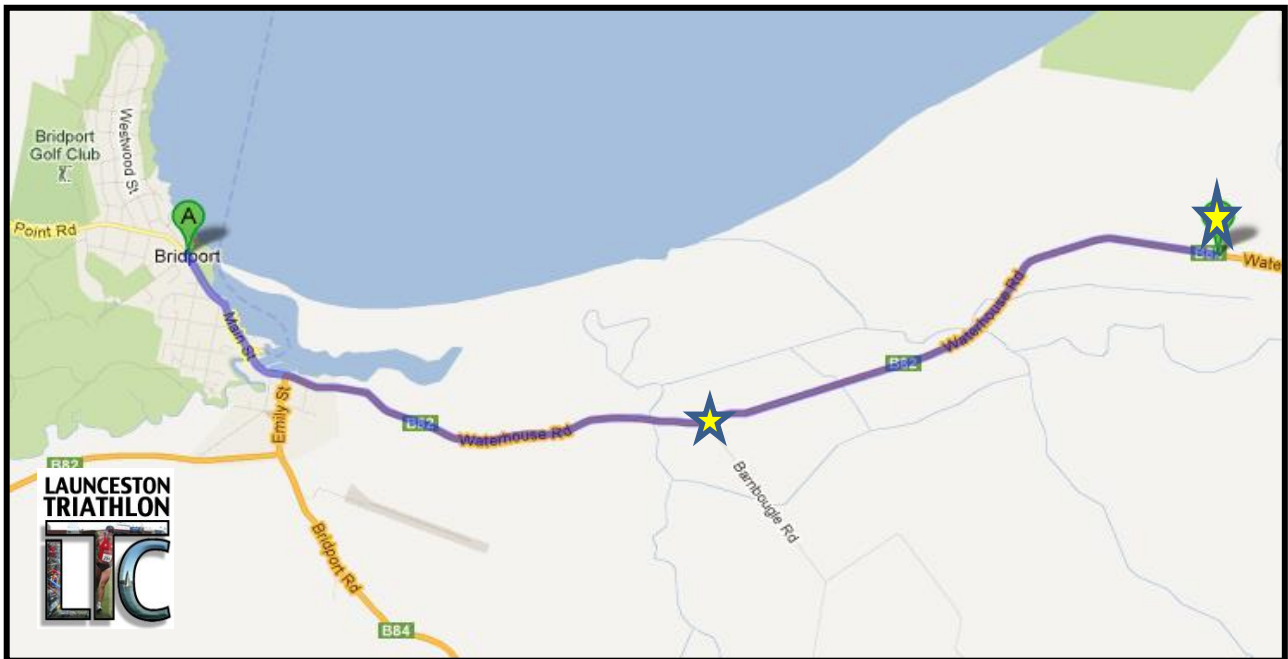 Bridport
Golf Club
Westwood St
Point Rd
A
Bridport
Main St
Emily St
B82
Waterhouse Rd
B82
Waterhouse Rd
Barnbougle Rd
B82
Bridport Rd
B84
LAUNCESTON
TRIATHLON
LTC